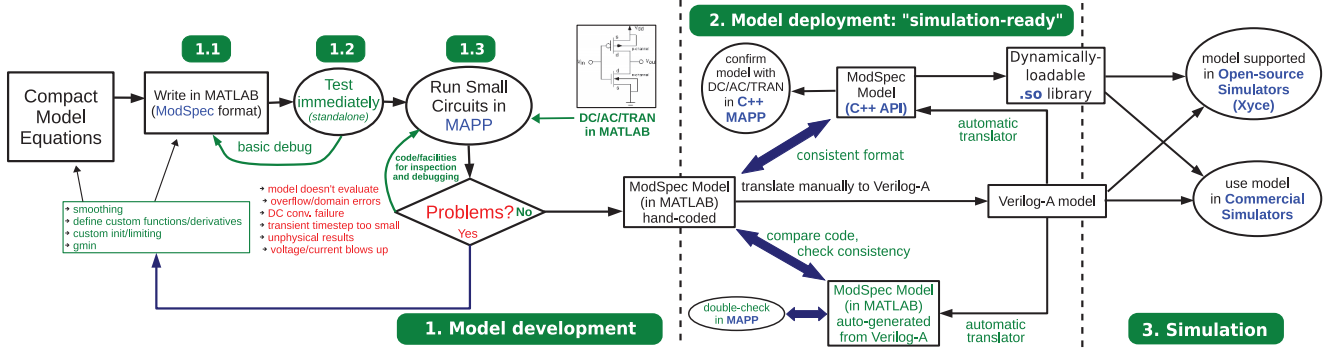 1.1
1.2
1.3
2. Model deployment: "simulation-ready"
Compact
Model
Equations
Write in MATLAB
(ModSpec format)
Test
immediately
(standalone)
basic debug
Run Small
Circuits in
MAPP
DC/AC/TRAN
in MATLAB
code/facilities
for inspection
and debugging
Problems?
No
Yes
➔ model doesn't evaluate
➔ overflow/domain errors
➔ DC conv. failure
➔ transient timestep too small
➔ unphysical results
➔ voltage/current blows up
➔ smoothing
➔ define custom functions/derivatives
➔ custom init/limiting
➔ gmin
1. Model development
confirm
model with
DC/AC/TRAN
in C++
MAPP
ModSpec
Model
(C++ API)
Dynamically-
loadable
.so library
automatic
translator
consistent format
ModSpec Model
(in MATLAB)
hand-coded
translate manually to Verilog-A
Verilog-A model
compare code,
check consistency
double-check
in MAPP
ModSpec Model
(in MATLAB)
auto-generated
from Verilog-A
automatic
translator
model supported
in Open-source
Simulators
(Xyce)
use model
in Commercial
Simulators
3. Simulation